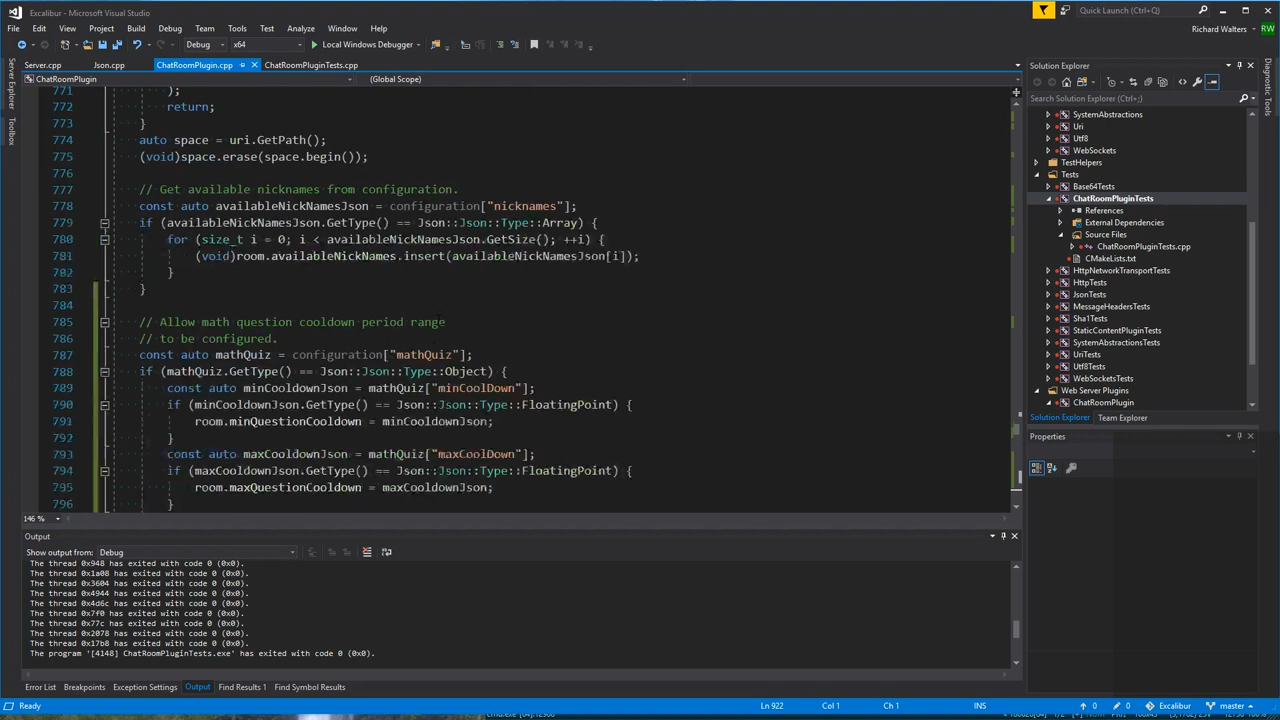 Excalibur - Microsoft Visual Studio
Quick Launch (Ctrl+Q)
File Edit View Project Build Debug Team Tools Test Analyze Window Help
Richard Walters RW
Debug x64 Local Windows Debugger
Server.cpp Json.cpp ChatRoomPlugin.cpp ChatRoomPluginTests.cpp
ChatRoomPlugin (Global Scope)
Server Explorer
Toolbox
771 );
772 return;
773 }
774 auto space = uri.GetPath();
775 (void)space.erase(space.begin());
776
777 // Get available nicknames from configuration.
778 const auto availableNickNamesJson = configuration["nicknames"];
779 if (availableNickNamesJson.GetType() == Json::Json::Type::Array) {
780 for (size_t i = 0; i < availableNickNamesJson.GetSize(); ++i) {
781 (void)room.availableNickNames.insert(availableNickNamesJson[i]);
782 }
783 }
784
785 // Allow math question cooldown period range
786 // to be configured.
787 const auto mathQuiz = configuration["mathQuiz"];
788 if (mathQuiz.GetType() == Json::Json::Type::Object) {
789 const auto minCooldownJson = mathQuiz["minCoolDown"];
790 if (minCooldownJson.GetType() == Json::Json::Type::FloatingPoint) {
791 room.minQuestionCooldown = minCooldownJson;
792 }
793 const auto maxCooldownJson = mathQuiz["maxCoolDown"];
794 if (maxCooldownJson.GetType() == Json::Json::Type::FloatingPoint) {
795 room.maxQuestionCooldown = maxCooldownJson;
796 }
146 %
Output
Show output from: Debug
The thread 0x948 has exited with code 0 (0x0).
The thread 0x1a08 has exited with code 0 (0x0).
The thread 0x3604 has exited with code 0 (0x0).
The thread 0x4944 has exited with code 0 (0x0).
The thread 0x4d6c has exited with code 0 (0x0).
The thread 0x7f0 has exited with code 0 (0x0).
The thread 0x77c has exited with code 0 (0x0).
The thread 0x2078 has exited with code 0 (0x0).
The thread 0x17b8 has exited with code 0 (0x0).
The program '[4148] ChatRoomPluginTests.exe' has exited with code 0 (0x0).
Error List Breakpoints Exception Settings Output Find Results 1 Find Symbol Results
Solution Explorer
Search Solution Explorer (Ctrl+;)
SystemAbstractions
Uri
Utf8
WebSockets
TestHelpers
Tests
Base64Tests
ChatRoomPluginTests
References
External Dependencies
Source Files
ChatRoomPluginTests.cpp
CMakeLists.txt
HttpNetworkTransportTests
HttpTests
JsonTests
MessageHeadersTests
Sha1Tests
StaticContentPluginTests
SystemAbstractionsTests
UriTests
Utf8Tests
WebSocketsTests
Web Server Plugins
ChatRoomPlugin
Solution Explorer Team Explorer
Properties
Diagnostic Tools
Ready Ln 922 Col 1 Ch 1 INS 0 0 Excalibur master